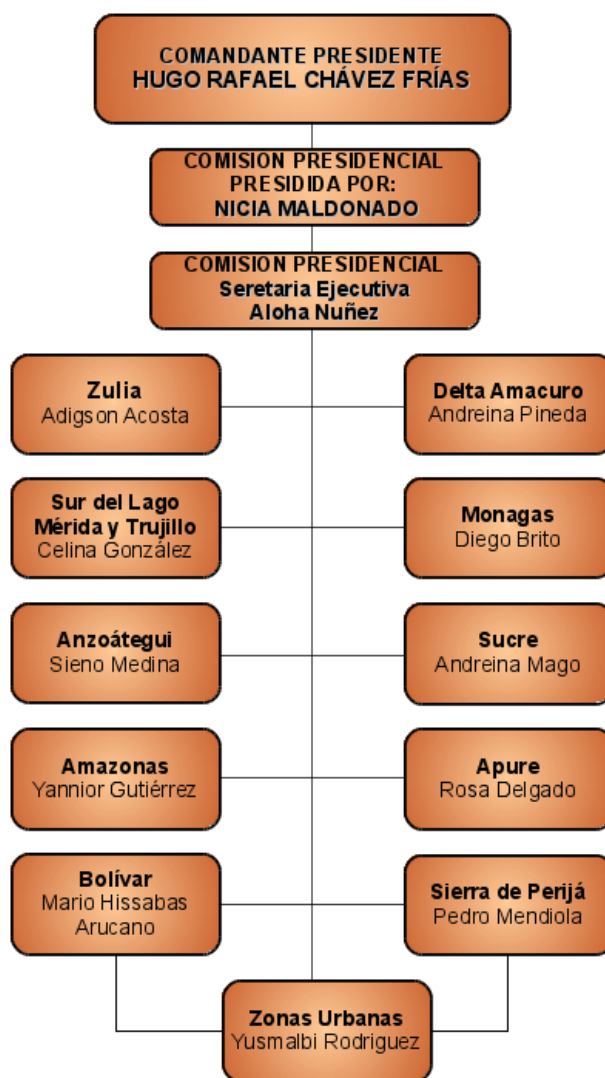 COMANDANTE PRESIDENTE
HUGO RAFAEL CHÁVEZ FRÍAS
COMISION PRESIDENCIAL
PRESIDIDA POR:
NICIA MALDONADO
COMISION PRESIDENCIAL
Seretaria Ejecutiva
Aloha Nuñez
Zulia
Adigson Acosta
Delta Amacuro
Andreina Pineda
Sur del Lago
Mérida y Trujillo
Celina González
Monagas
Diego Brito
Anzoátegui
Sieno Medina
Sucre
Andreina Mago
Amazonas
Yannior Gutiérrez
Apure
Rosa Delgado
Bolívar
Mario Hissabas
Arucano
Sierra de Perijá
Pedro Mendiola
Zonas Urbanas
Yusmalbi Rodriguez